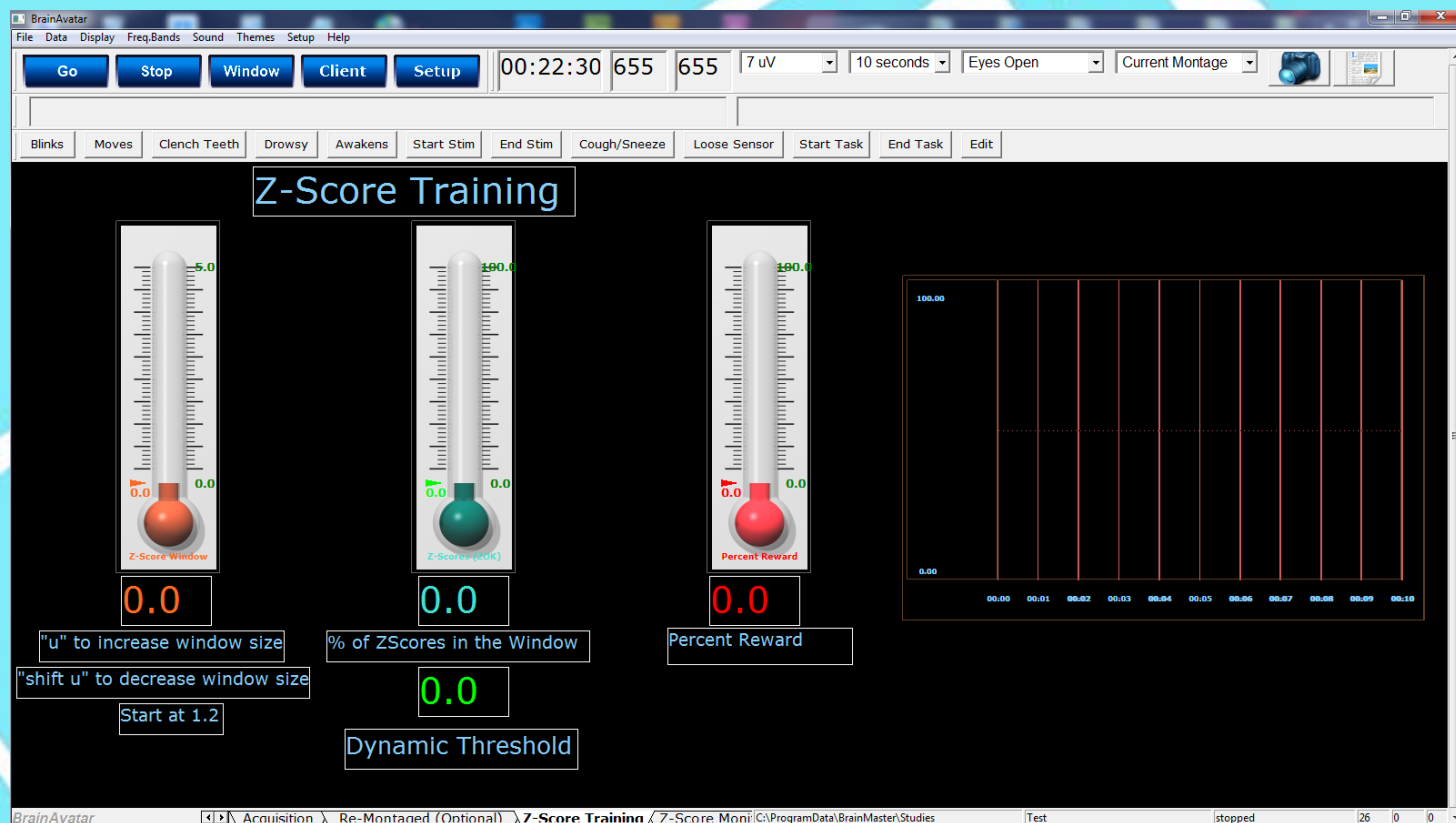 BrainAvatar
File Data Display Freq.Bands Sound Themes Setup Help
Go Stop Window Client Setup 00:22:30 655 655 7 uV 10 seconds Eyes Open Current Montage
Blinks Moves Clench Teeth Drowsy Awakens Start Stim End Stim Cough/Sneeze Loose Sensor Start Task End Task Edit
Z-Score Training
5.0 100.0 100.0
100.00
0.0 0.0 0.0
0.0 0.0 0.0
Z-Score Window Z-Scores (ZOK) Percent Reward
0.00
00:00 00:01 00:02 00:03 00:04 00:05 00:06 00:07 00:08 00:09 00:10
0.0 0.0 0.0
"u" to increase window size % of ZScores in the Window Percent Reward
"shift u" to decrease window size 0.0
Start at 1.2
Dynamic Threshold
BrainAvatar Acquisition Re-Montaged (Optional) Z-Score Training Z-Score Moni C:\ProgramData\BrainMaster\Studies Test stopped 26 0 0